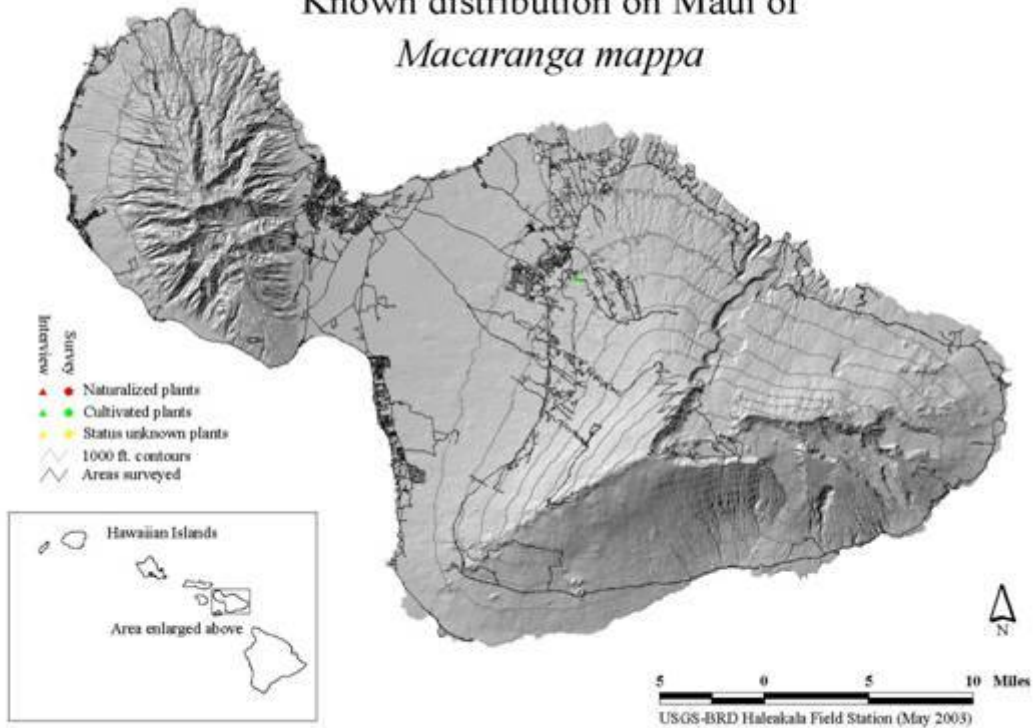 Known distribution on Maui of
Macaranga mappa
Interview
Survey
Naturalized plants
Cultivated plants
Status unknown plants
1000 ft. contours
Areas surveyed
Hawaiian Islands
Area enlarged above
N
5 0 5 10 Miles
USGS-BRD Haleakala Field Station (May 2003)